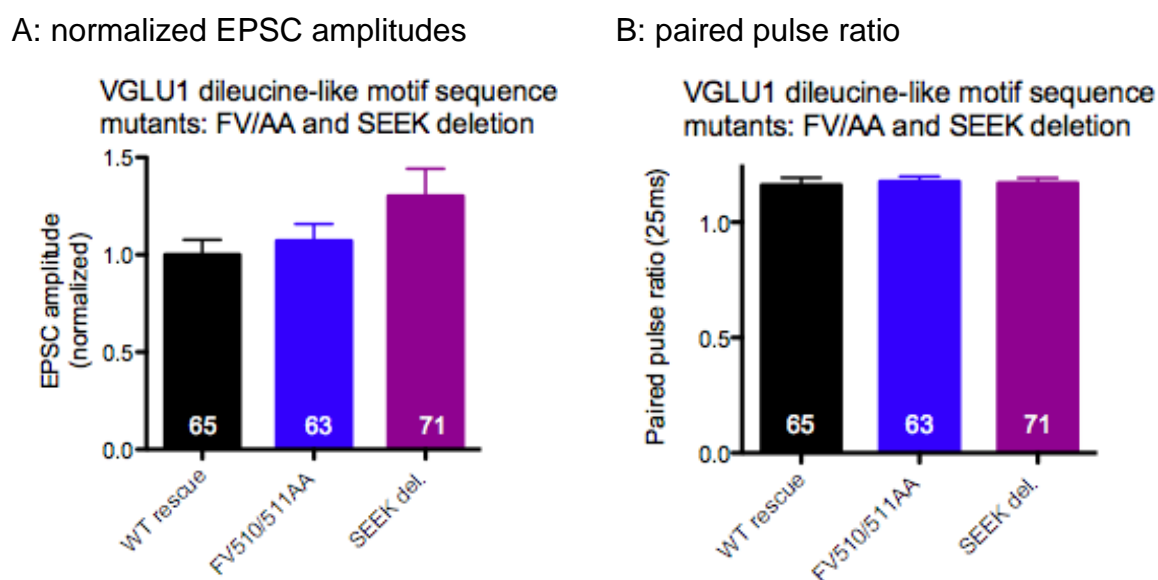 A: normalized EPSC amplitudes
VGLU1 dileucine-like motif sequence
mutants: FV/AA and SEEK deletion
EPSC amplitude
(normalized)
1.5
1.0
0.5
0.0
65
63
71
WT rescue
FV510/511AA
SEEK del.
B: paired pulse ratio
VGLU1 dileucine-like motif sequence
mutants: FV/AA and SEEK deletion
Paired pulse ratio (25ms)
1.0
0.5
0.0
65
63
71
WT rescue
FV510/511AA
SEEK del.